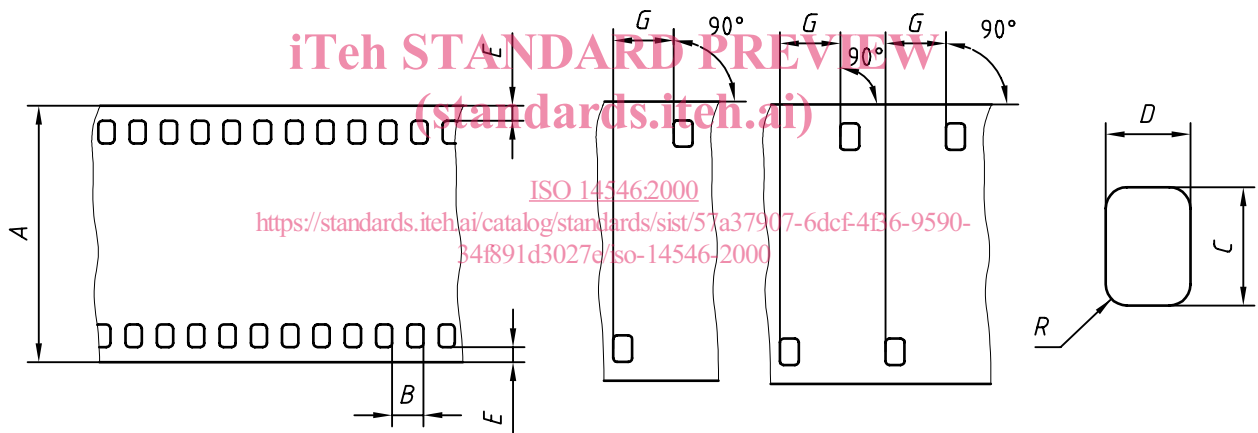 G 90° G G 90°
90°
iTeh STANDARD PREVIEW
(standards.iteh.ai)
E
ISO 14546:2000
https://standards.iteh.ai/catalog/standards/sist/57a37907-6dcf-4f36-9590-
34f891d3027e/iso-14546-2000
A
D
C
R
B
E